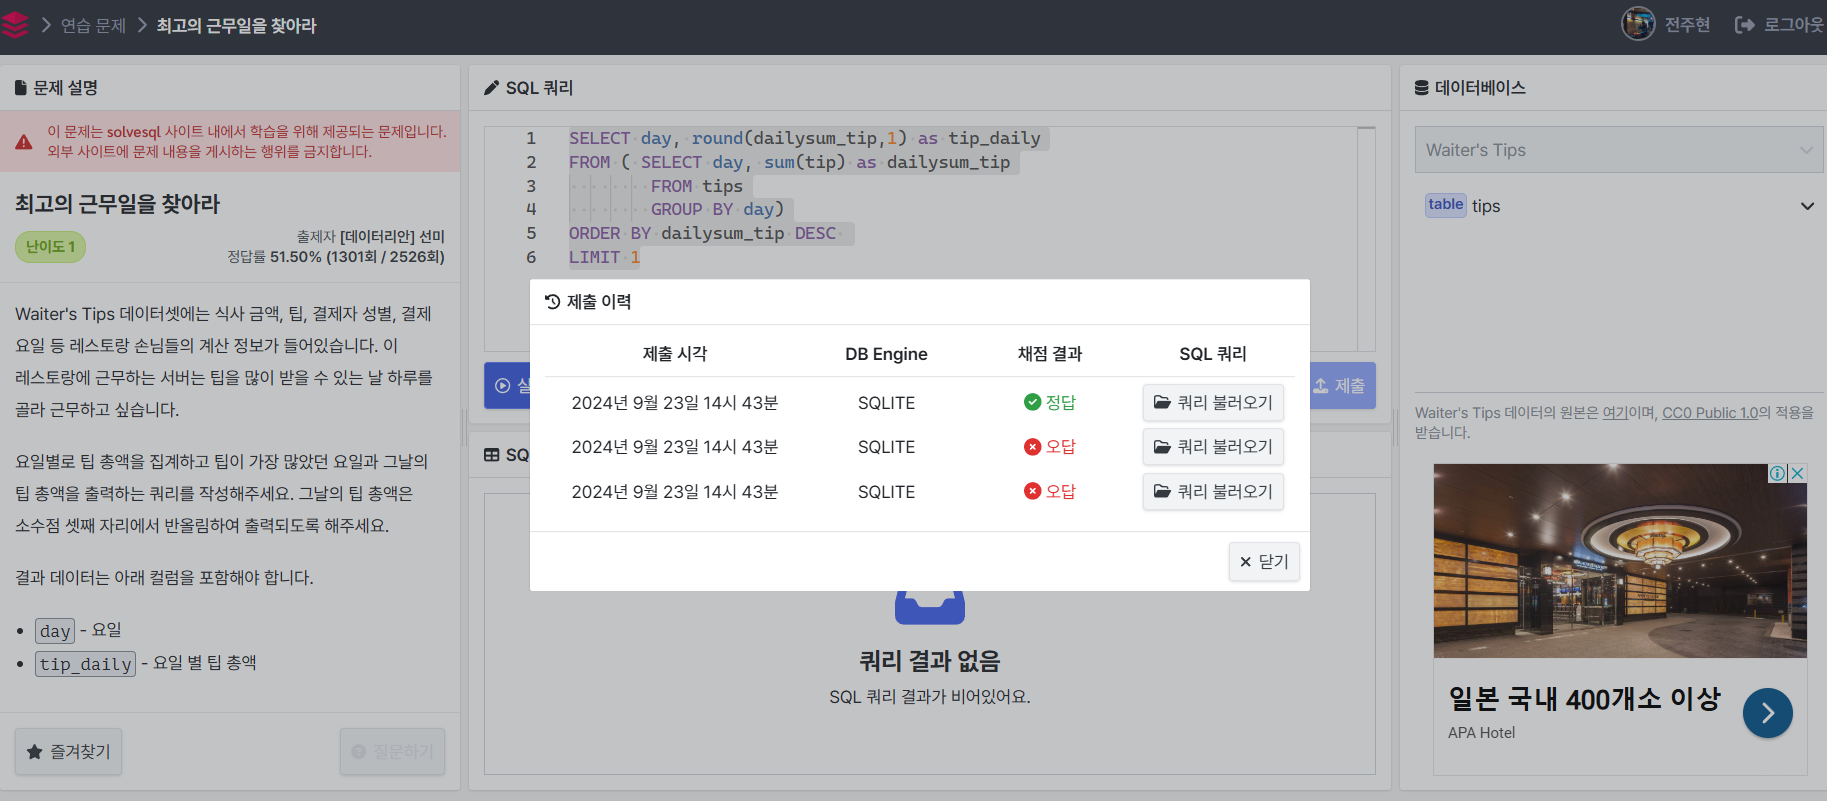 연습 문제 > 최고의 근무일을 찾아라
전주현
로그아웃
문제 설명
이 문제는 solvesql 사이트 내에서 학습을 위해 제공되는 문제입니다.
외부 사이트에 문제 내용을 게시하는 행위를 금지합니다.
최고의 근무일을 찾아라
난이도 1
출제자 [데이터리안] 선미
정답률 51.50% (1301회 / 2526회)
Waiter's Tips 데이터셋에는 식사 금액, 팁, 결제자 성별, 결제
요일 등 레스토랑 손님들의 계산 정보가 들어있습니다. 이
레스토랑에 근무하는 서버는 팁을 많이 받을 수 있는 날 하루를
골라 근무하고 싶습니다.
요일별로 팁 총액을 집계하고 팁이 가장 많았던 요일과 그날의
팁 총액을 출력하는 쿼리를 작성해주세요. 그날의 팁 총액은
소수점 셋째 자리에서 반올림하여 출력되도록 해주세요.
결과 데이터는 아래 컬럼을 포함해야 합니다.
• day - 요일
• tip_daily - 요일 별 팁 총액
즐겨찾기
질문하기
SQL 쿼리
1 SELECT day, round(dailysum_tip,1) as tip_daily
2 FROM ( SELECT day, sum(tip) as dailysum_tip
3 FROM tips
4 GROUP BY day)
5 ORDER BY dailysum_tip DESC
6 LIMIT 1
실
제출
SQ
제출 이력
제출 시각 DB Engine 채점 결과 SQL 쿼리
2024년 9월 23일 14시 43분 SQLITE 정답 쿼리 불러오기
2024년 9월 23일 14시 43분 SQLITE 오답 쿼리 불러오기
2024년 9월 23일 14시 43분 SQLITE 오답 쿼리 불러오기
닫기
쿼리 결과 없음
SQL 쿼리 결과가 비어있어요.
데이터베이스
Waiter's Tips
table tips
Waiter's Tips 데이터의 원본은 여기이며, CC0 Public 1.0의 적용을
받습니다.
일본 국내 400개소 이상
APA Hotel